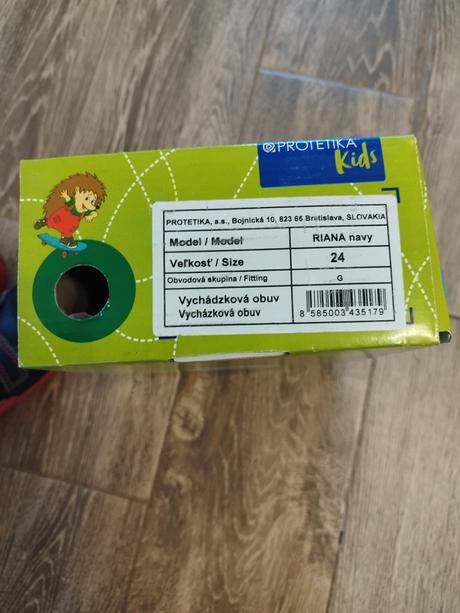 PROTETIKA
Kids
PROTETIKA, a.s., Bojnická 10, 823 65 Bratislava, SLOVAKIA
Model / Model RIANA navy
Veľkosť / Size 24
Obvodová skupina / Fitting G
Vychádzková obuv
Vycházková obuv
8 585003 435179